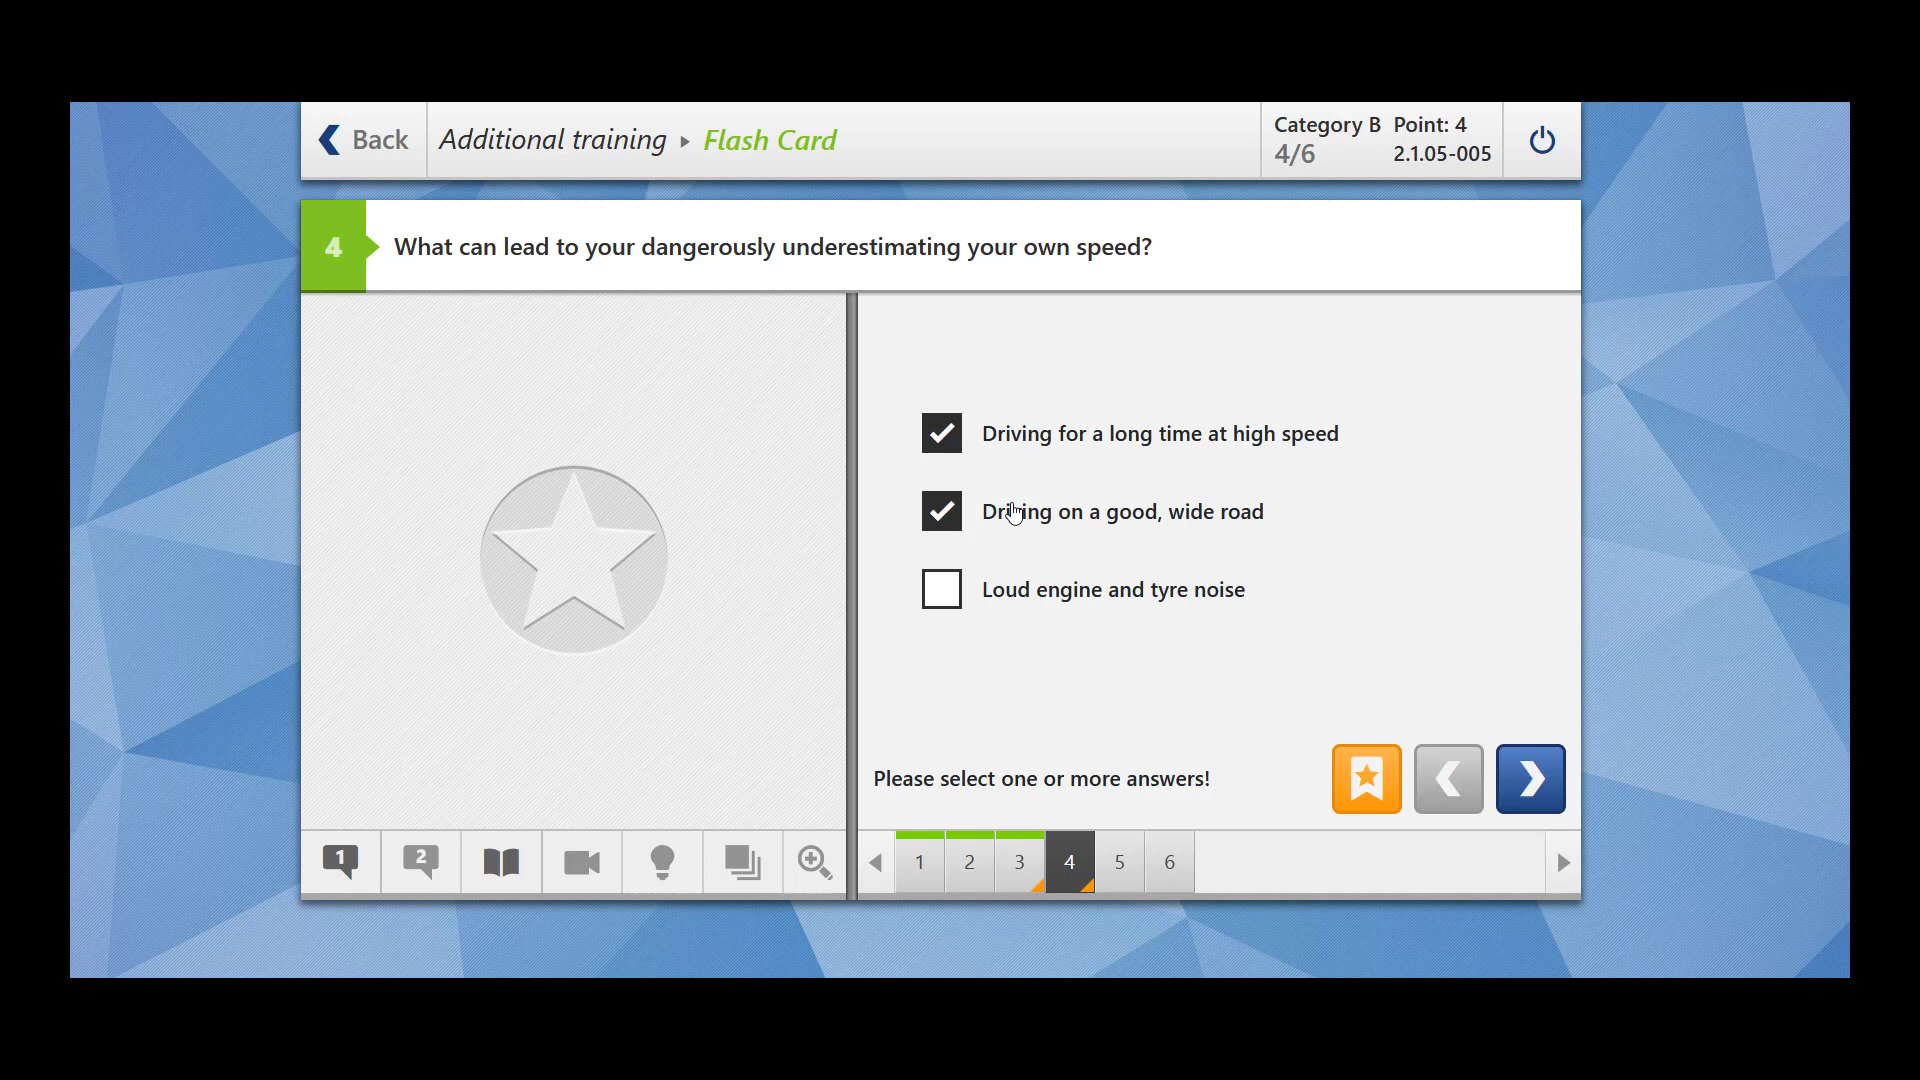 Back
Additional training ▸ Flash Card
Category B Point: 4
4/6 2.1.05-005
4 What can lead to your dangerously underestimating your own speed?
Driving for a long time at high speed
Driving on a good, wide road
Loud engine and tyre noise
Please select one or more answers!
1 2
1 2 3 4 5 6